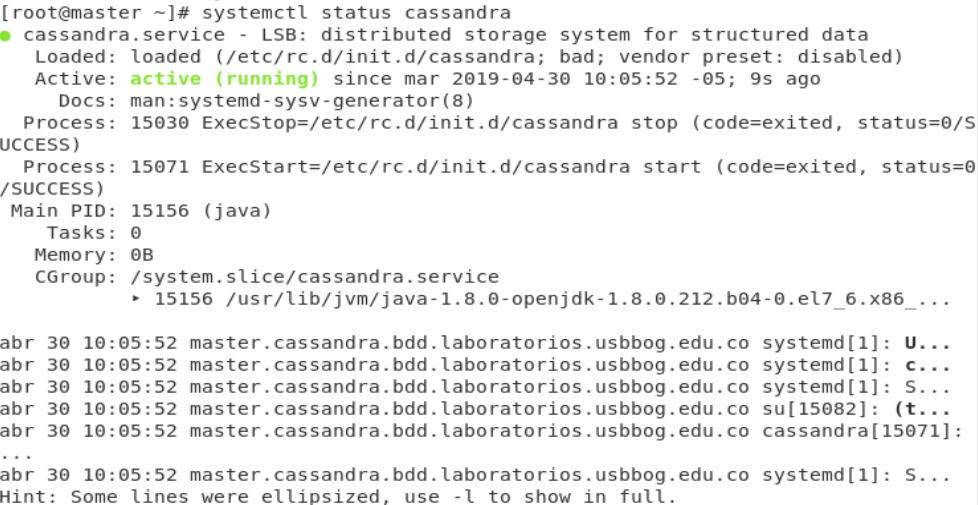 [root@master ~]# systemctl status cassandra
● cassandra.service - LSB: distributed storage system for structured data
   Loaded: loaded (/etc/rc.d/init.d/cassandra; bad; vendor preset: disabled)
   Active: active (running) since mar 2019-04-30 10:05:52 -05; 9s ago
     Docs: man:systemd-sysv-generator(8)
  Process: 15030 ExecStop=/etc/rc.d/init.d/cassandra stop (code=exited, status=0/S
UCCESS)
  Process: 15071 ExecStart=/etc/rc.d/init.d/cassandra start (code=exited, status=0
/SUCCESS)
 Main PID: 15156 (java)
    Tasks: 0
   Memory: 0B
   CGroup: /system.slice/cassandra.service
           ‣ 15156 /usr/lib/jvm/java-1.8.0-openjdk-1.8.0.212.b04-0.el7_6.x86_...

abr 30 10:05:52 master.cassandra.bdd.laboratorios.usbbog.edu.co systemd[1]: U...
abr 30 10:05:52 master.cassandra.bdd.laboratorios.usbbog.edu.co systemd[1]: c...
abr 30 10:05:52 master.cassandra.bdd.laboratorios.usbbog.edu.co systemd[1]: S...
abr 30 10:05:52 master.cassandra.bdd.laboratorios.usbbog.edu.co su[15082]: (t...
abr 30 10:05:52 master.cassandra.bdd.laboratorios.usbbog.edu.co cassandra[15071]:
...
abr 30 10:05:52 master.cassandra.bdd.laboratorios.usbbog.edu.co systemd[1]: S...
Hint: Some lines were ellipsized, use -l to show in full.